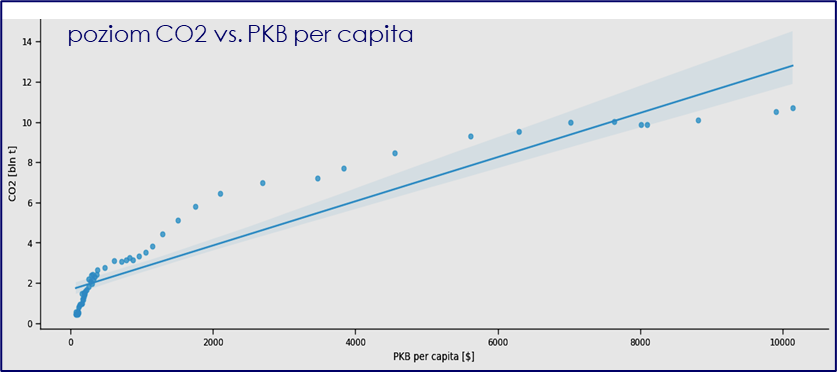 poziom CO2 vs. PKB per capita
14
12
10
8
6
4
2
0
CO2 [bln t]
0 2000 4000 6000 8000 10000
PKB per capita [$]